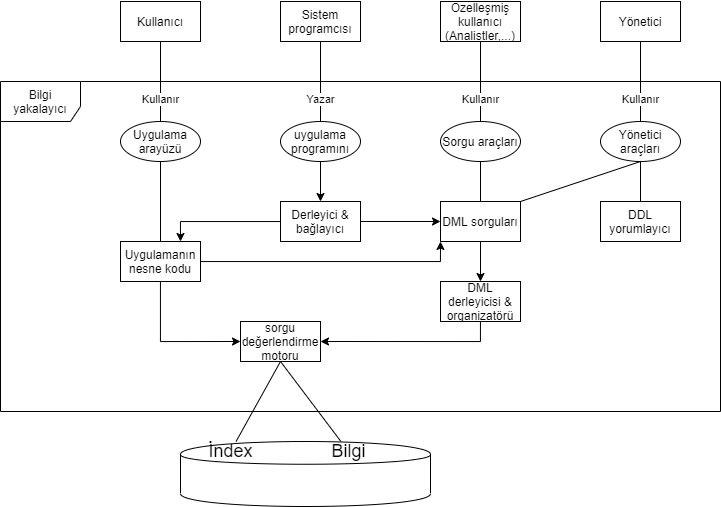 Kullanıcı
Sistem
programcısı
Özelleşmiş
kullanıcı
(Analistler,...)
Yönetici
Bilgi
yakalayıcı
Kullanır
Yazar
Kullanır
Kullanır
Uygulama
arayüzü
uygulama
programını
Sorgu araçları
Yönetici
araçları
Derleyici &
bağlayıcı
DML sorguları
DDL
yorumlayıcı
Uygulamanın
nesne kodu
DML
derleyicisi &
organizatörü
sorgu
değerlendirme
motoru
İndex
Bilgi